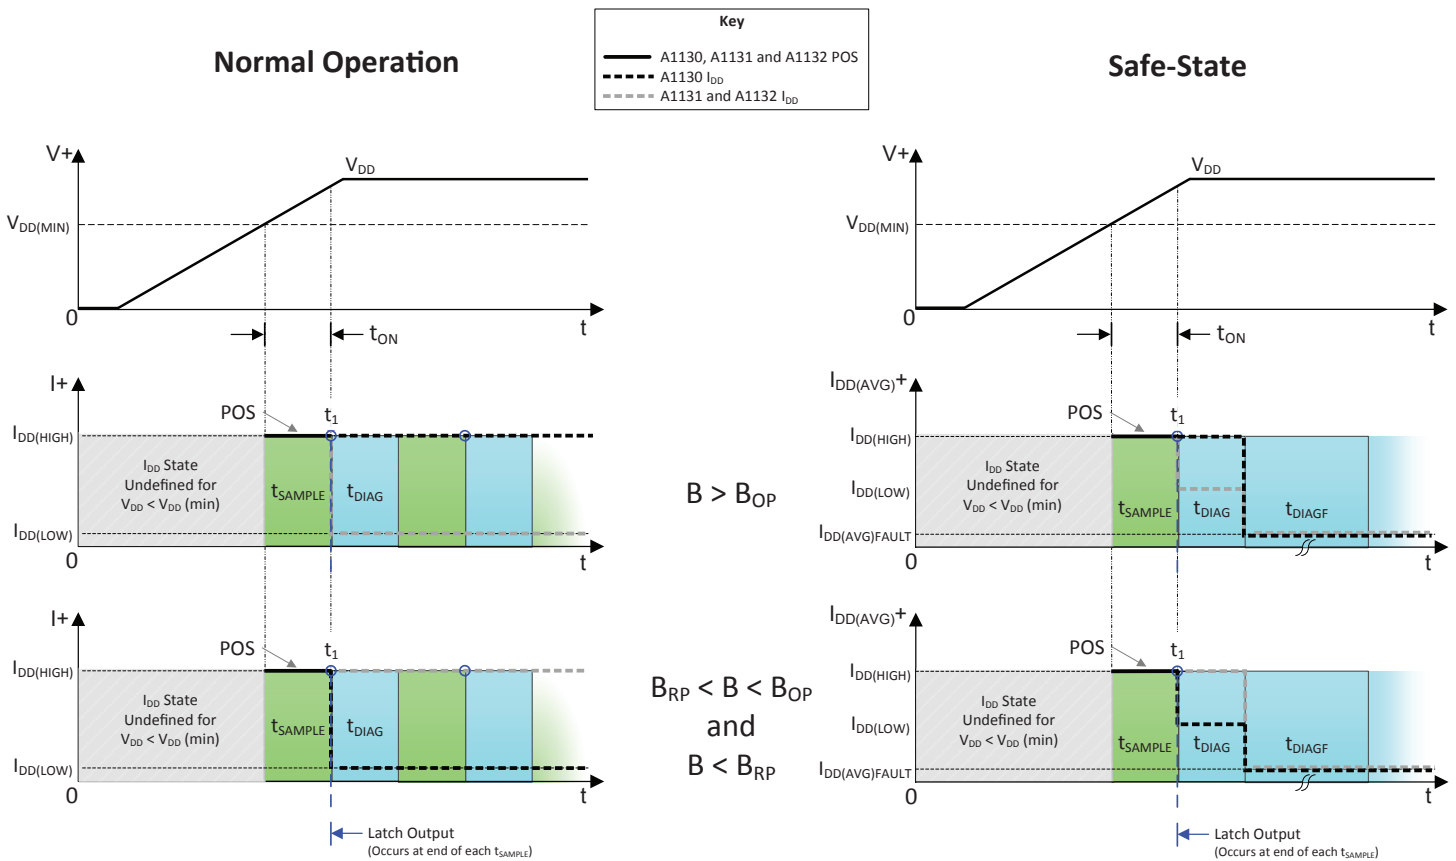 Key
A1130, A1131 and A1132 POS
A1130 IDD
A1131 and A1132 IDD
Normal Operation
V+
VDD
VDD(MIN)
0
t
tON
I+
POS
t1
IDD(HIGH)
IDD State
Undefined for
VDD < VDD (min)
tSAMPLE
tDIAG
IDD(LOW)
0
t
I+
POS
t1
IDD(HIGH)
IDD State
Undefined for
VDD < VDD (min)
tSAMPLE
tDIAG
IDD(LOW)
0
t
Latch Output
(Occurs at end of each tSAMPLE)
B > BOP
BRP < B < BOP
and
B < BRP
Safe-State
V+
VDD
VDD(MIN)
0
t
tON
IDD(AVG)+
POS
t1
IDD(HIGH)
IDD State
Undefined for
VDD < VDD (min)
IDD(LOW)
tSAMPLE
tDIAG
tDIAGF
IDD(AVG)FAULT
0
t
IDD(AVG)+
POS
t1
IDD(HIGH)
IDD State
Undefined for
VDD < VDD (min)
IDD(LOW)
tSAMPLE
tDIAG
tDIAGF
IDD(AVG)FAULT
0
t
Latch Output
(Occurs at end of each tSAMPLE)